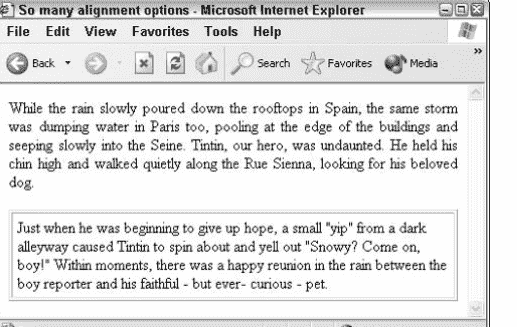 So many alignment options - Microsoft Internet Explorer
File Edit View Favorites Tools Help
Back Search Favorites Media »
While the rain slowly poured down the rooftops in Spain, the same storm
was dumping water in Paris too, pooling at the edge of the buildings and
seeping slowly into the Seine. Tintin, our hero, was undaunted. He held his
chin high and walked quietly along the Rue Sienna, looking for his beloved
dog.
Just when he was beginning to give up hope, a small "yip" from a dark
alleyway caused Tintin to spin about and yell out "Snowy? Come on,
boy!" Within moments, there was a happy reunion in the rain between the
boy reporter and his faithful - but ever- curious - pet.